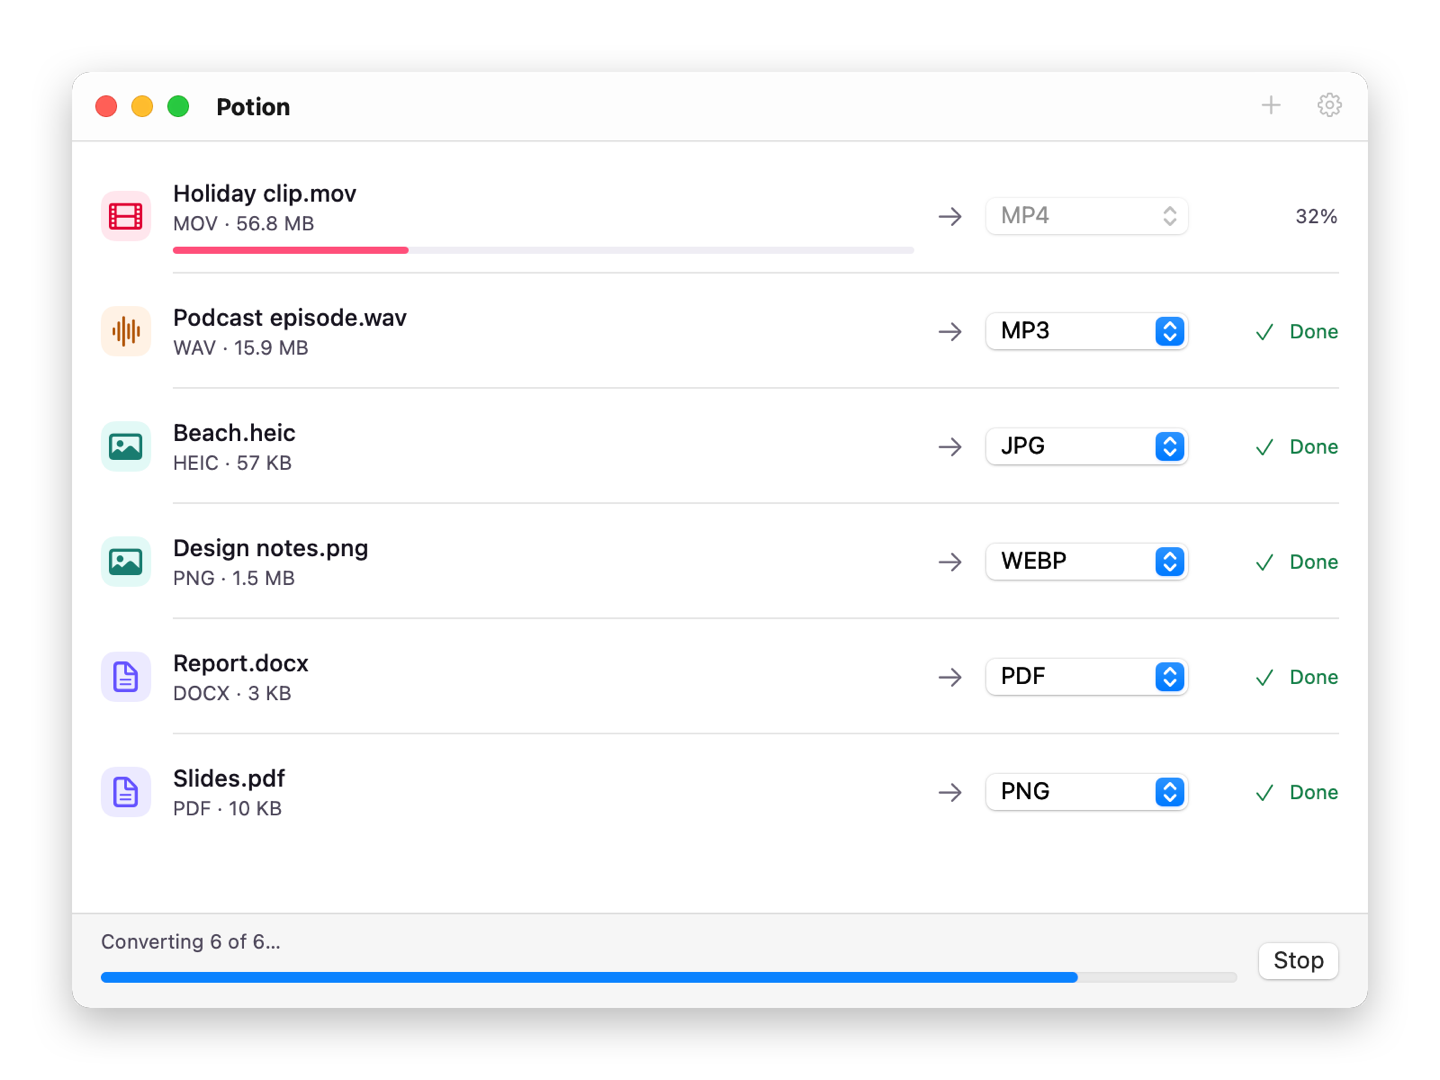 Potion
Holiday clip.mov
MOV · 56.8 MB
→ MP4 32%
Podcast episode.wav
WAV · 15.9 MB
→ MP3 ✓ Done
Beach.heic
HEIC · 57 KB
→ JPG ✓ Done
Design notes.png
PNG · 1.5 MB
→ WEBP ✓ Done
Report.docx
DOCX · 3 KB
→ PDF ✓ Done
Slides.pdf
PDF · 10 KB
→ PNG ✓ Done
Converting 6 of 6...
Stop